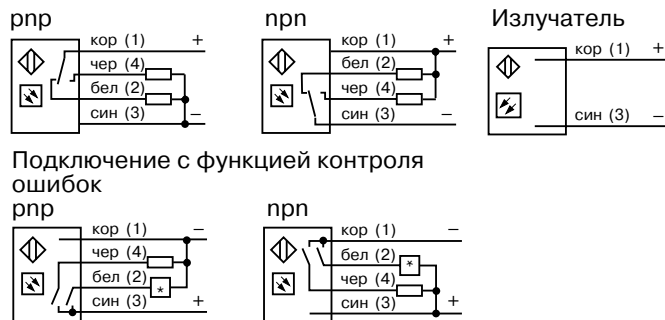 pnp
кор (1) +
чер (4)
бел (2)
син (3) –
npn
кор (1) +
бел (2)
чер (4)
син (3) –
Излучатель
кор (1) +
син (3) –
Подключение с функцией контроля
ошибок
pnp
кор (1) –
чер (4)
бел (2)
*
син (3) +
npn
кор (1) –
бел (2)
*
чер (4)
син (3) +